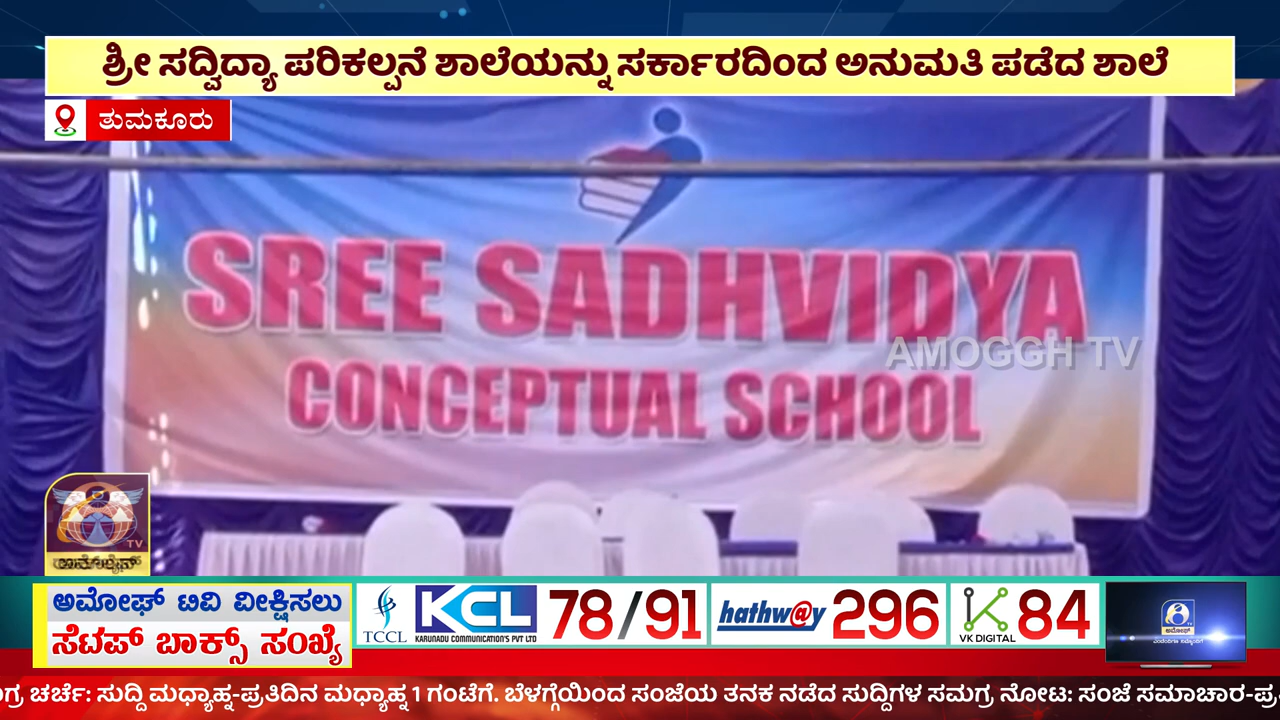 ಶ್ರೀ ಸದ್ವಿದ್ಯಾ ಪರಿಕಲ್ಪನೆ ಶಾಲೆಯನ್ನು ಸರ್ಕಾರದಿಂದ ಅನುಮತಿ ಪಡೆದ ಶಾಲೆ
ತುಮಕೂರು
SREE SADHVIDYA
AMOGGH TV
CONCEPTUAL SCHOOL
TV
ಅಮೋಘ್ ಟಿವಿ ವೀಕ್ಷಿಸಲು
ಸೆಟಪ್ ಬಾಕ್ಸ್ ಸಂಖ್ಯೆ
TCCL
KCL
KARUNADU COMMUNICATION'S PVT LTD
78/91
hathw@y
296
VK DIGITAL
84
ಅಮೋಘ್
ಗ್ರ ಚರ್ಚೆ: ಸುದ್ದಿ ಮಧ್ಯಾಹ್ನ-ಪ್ರತಿದಿನ ಮಧ್ಯಾಹ್ನ 1 ಗಂಟೆಗೆ. ಬೆಳಗ್ಗೆಯಿಂದ ಸಂಜೆಯ ತನಕ ನಡೆದ ಸುದ್ದಿಗಳ ಸಮಗ್ರ ನೋಟ: ಸಂಜೆ ಸಮಾಚಾರ-ಪ್ರ